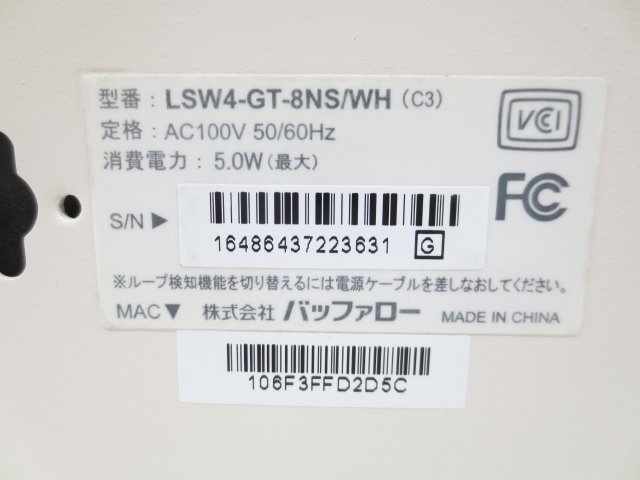 型番：LSW4-GT-8NS/WH（C3）
定格：AC100V 50/60Hz
消費電力：5.0W（最大）
VCI
FC
S/N▶
16486437223631 G
※ループ検知機能を切り替えるには電源ケーブルを差しなおしてください。
MAC▼ 株式会社 バッファロー MADE IN CHINA
106F3FFD2D5C